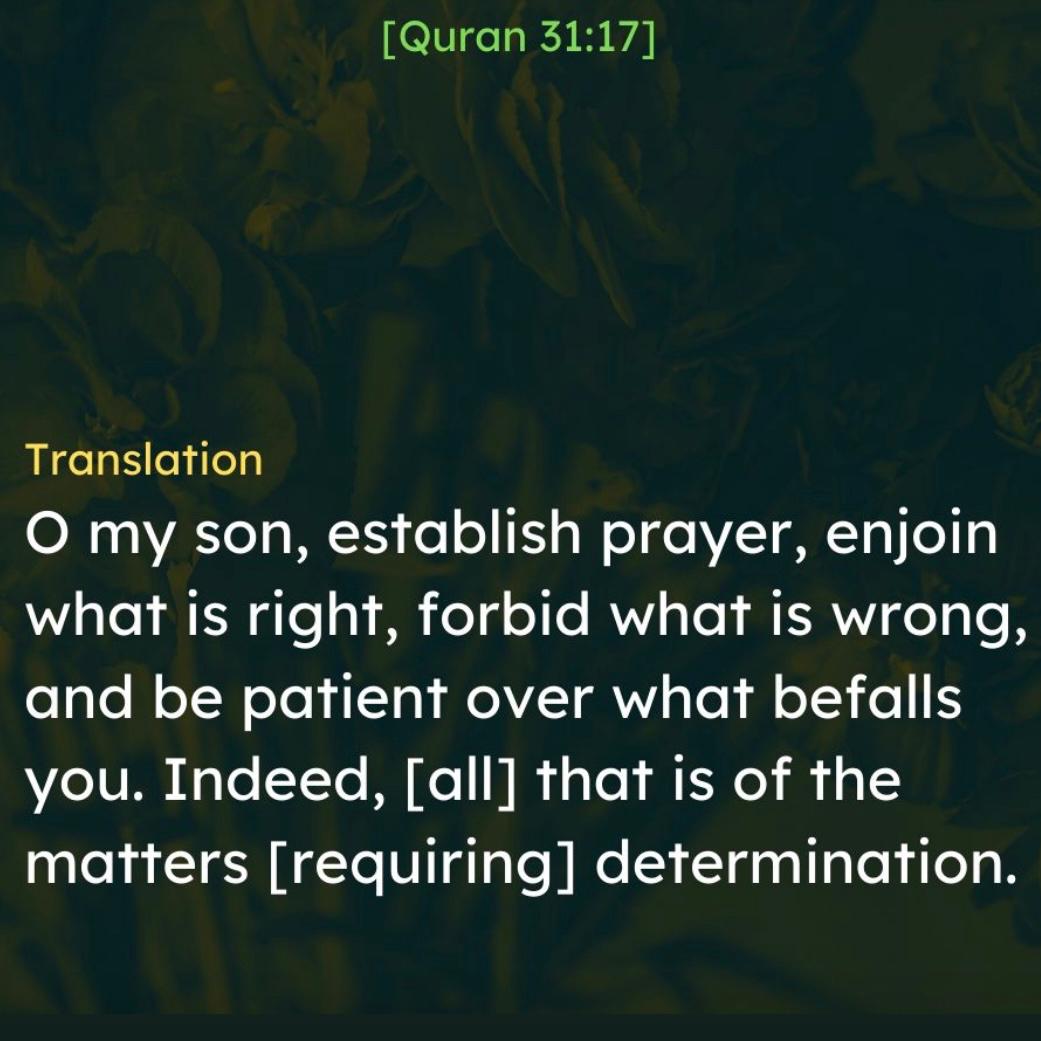 [Quran 31:17]
Translation
O my son, establish prayer, enjoin
what is right, forbid what is wrong,
and be patient over what befalls
you. Indeed, [all] that is of the
matters [requiring] determination.